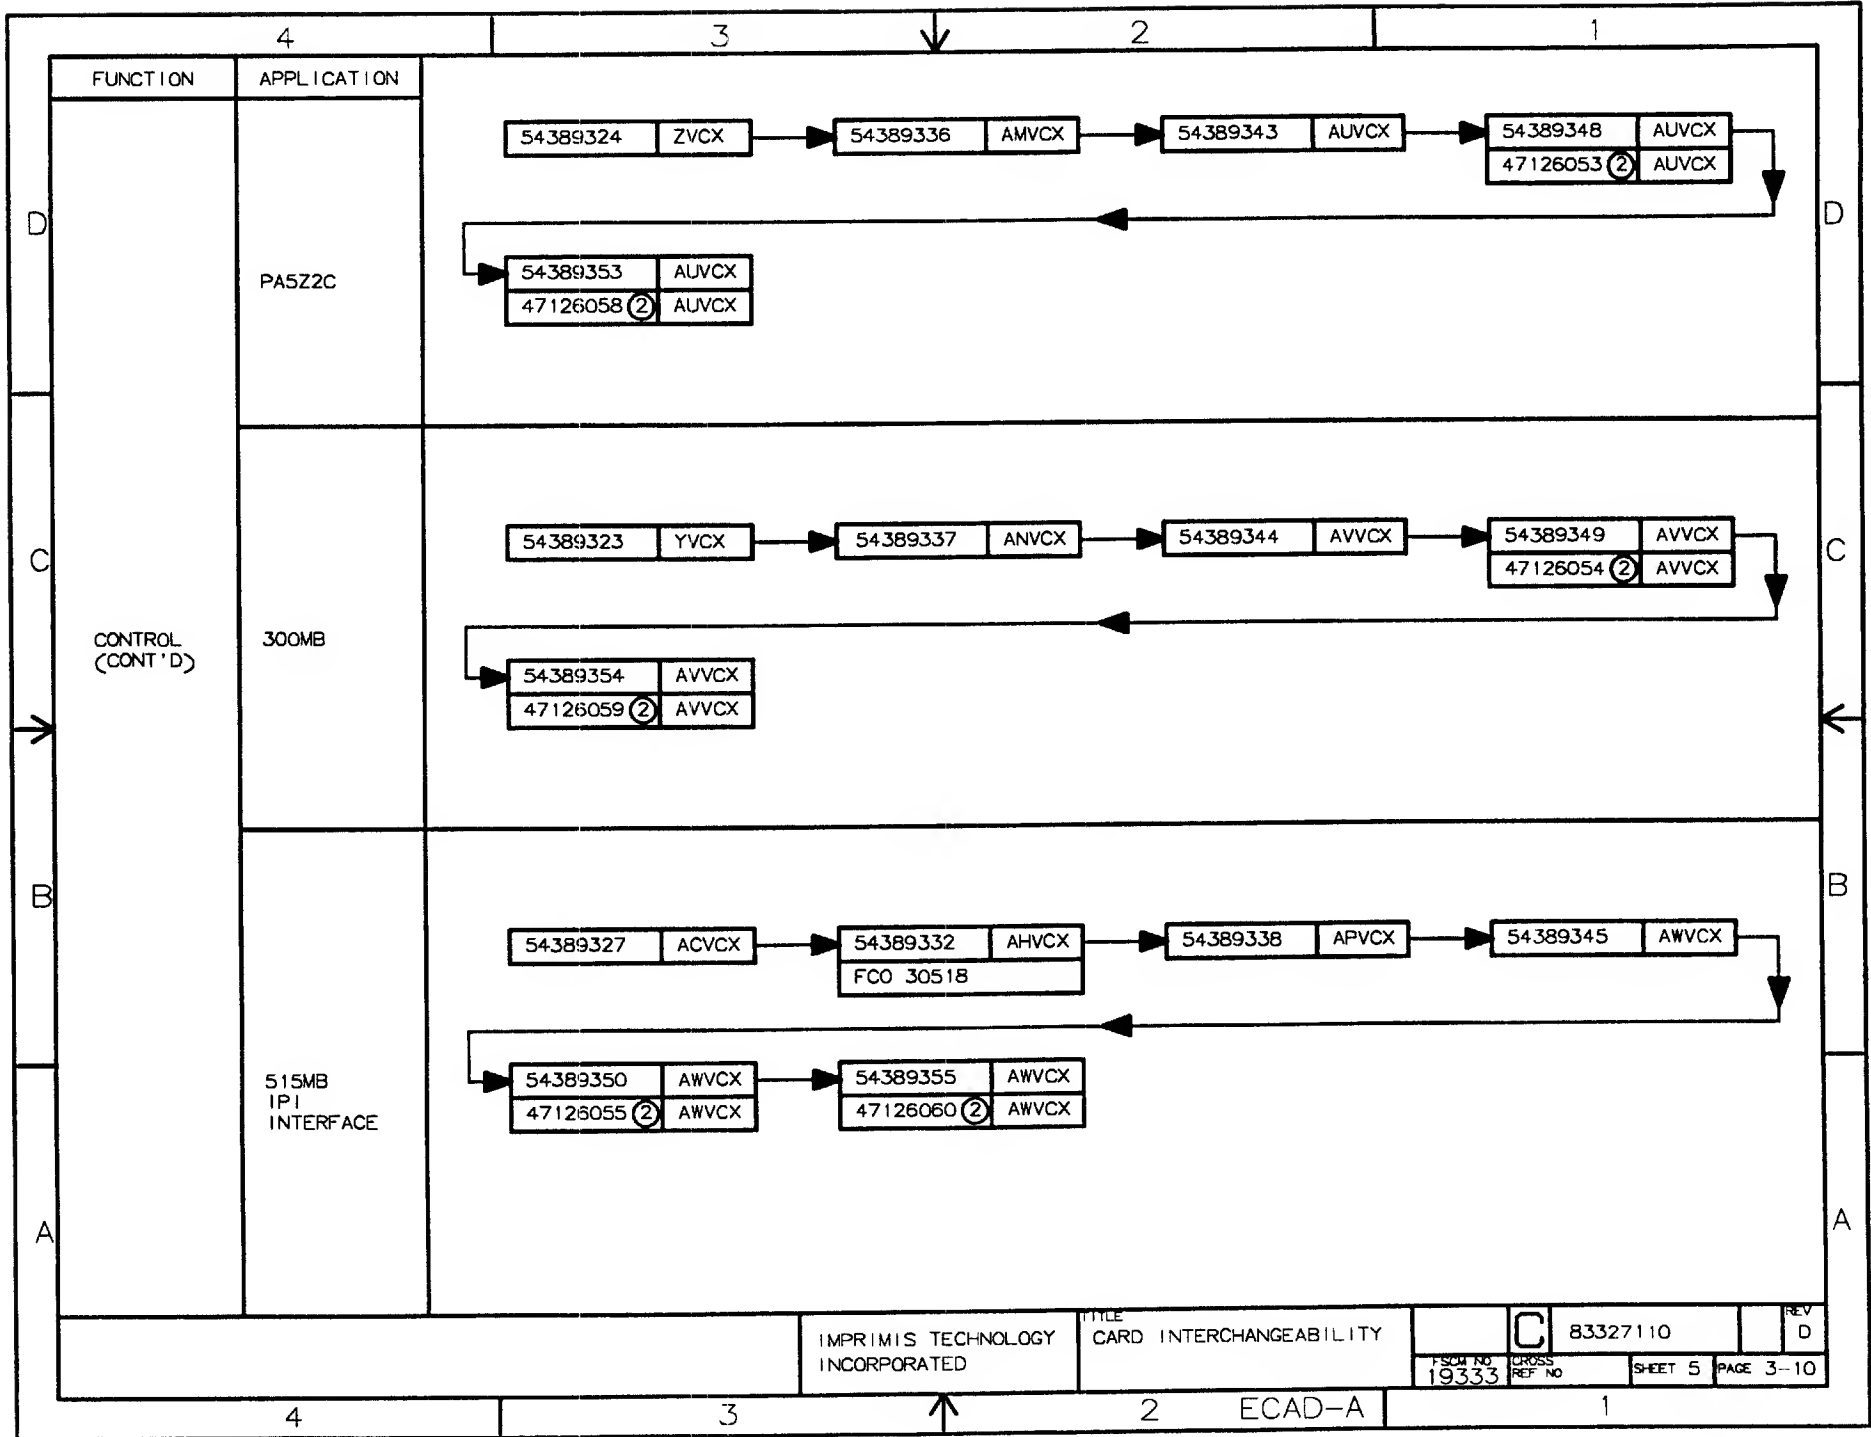 4 3 2 1
FUNCTION APPLICATION
54389324 ZVCX 54389336 AMVCX 54389343 AUVCX 54389348 AUVCX
47126053 2 AUVCX
D D
54389353 AUVCX
PA5Z2C
47126058 2 AUVCX
54389323 YVCX 54389337 ANVCX 54389344 AVVCX 54389349 AVVCX
C C
47126054 2 AVVCX
CONTROL
(CONT'D)
300MB
54389354 AVVCX
47126059 2 AVVCX
B B
54389327 ACVCX 54389332 AHVCX 54389338 APVCX 54389345 AWVCX
FCO 30518
515MB
IPI
INTERFACE
54389350 AWVCX 54389355 AWVCX
47126055 2 AWVCX 47126060 2 AWVCX
A A
IMPRIMIS TECHNOLOGY
INCORPORATED
TITLE
CARD INTERCHANGEABILITY
C 83327110
REV
D
FSCM NO
19333
CROSS
REF NO
SHEET 5 PAGE 3-10
4 3 2 ECAD-A 1